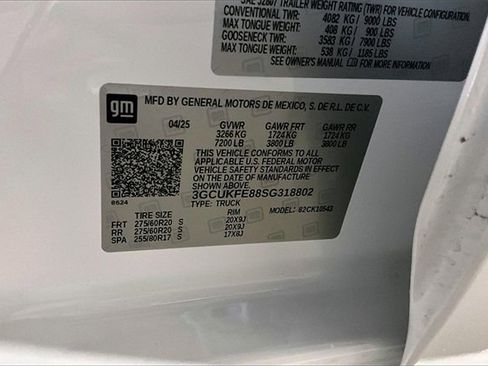 SAE J2807 TRAILER WEIGHT RATING (TWR) FOR VEHICLE CONFIGURATION.
CONVENTIONAL TWR: 4082 KG / 9000 LBS
MAX TONGUE WEIGHT: 408 KG / 900 LBS
GOOSENECK TWR: 3583 KG / 7900 LBS
MAX TONGUE WEIGHT: 538 KG / 1185 LBS
SEE OWNER'S MANUAL FOR MORE INFORMATION.
gm
MFD BY GENERAL MOTORS DE MEXICO, S. DE R.L. DE C.V.
04/25 GVWR GAWR FRT GAWR RR
3266 KG 1724 KG 1724 KG
7200 LB 3800 LB 3800 LB
THIS VEHICLE CONFORMS TO ALL
APPLICABLE U.S. FEDERAL MOTOR
VEHICLE SAFETY STANDARDS IN EFFECT
ON THE DATE OF MANUFACTURE SHOWN ABOVE.
3GCUKFE88SG318802
8624
TYPE: TRUCK 82CK10543
TIRE SIZE RIM
FRT 275/60R20 S 20X9J
RR 275/60R20 S 20X9J
SPA 255/80R17 S 17X8J